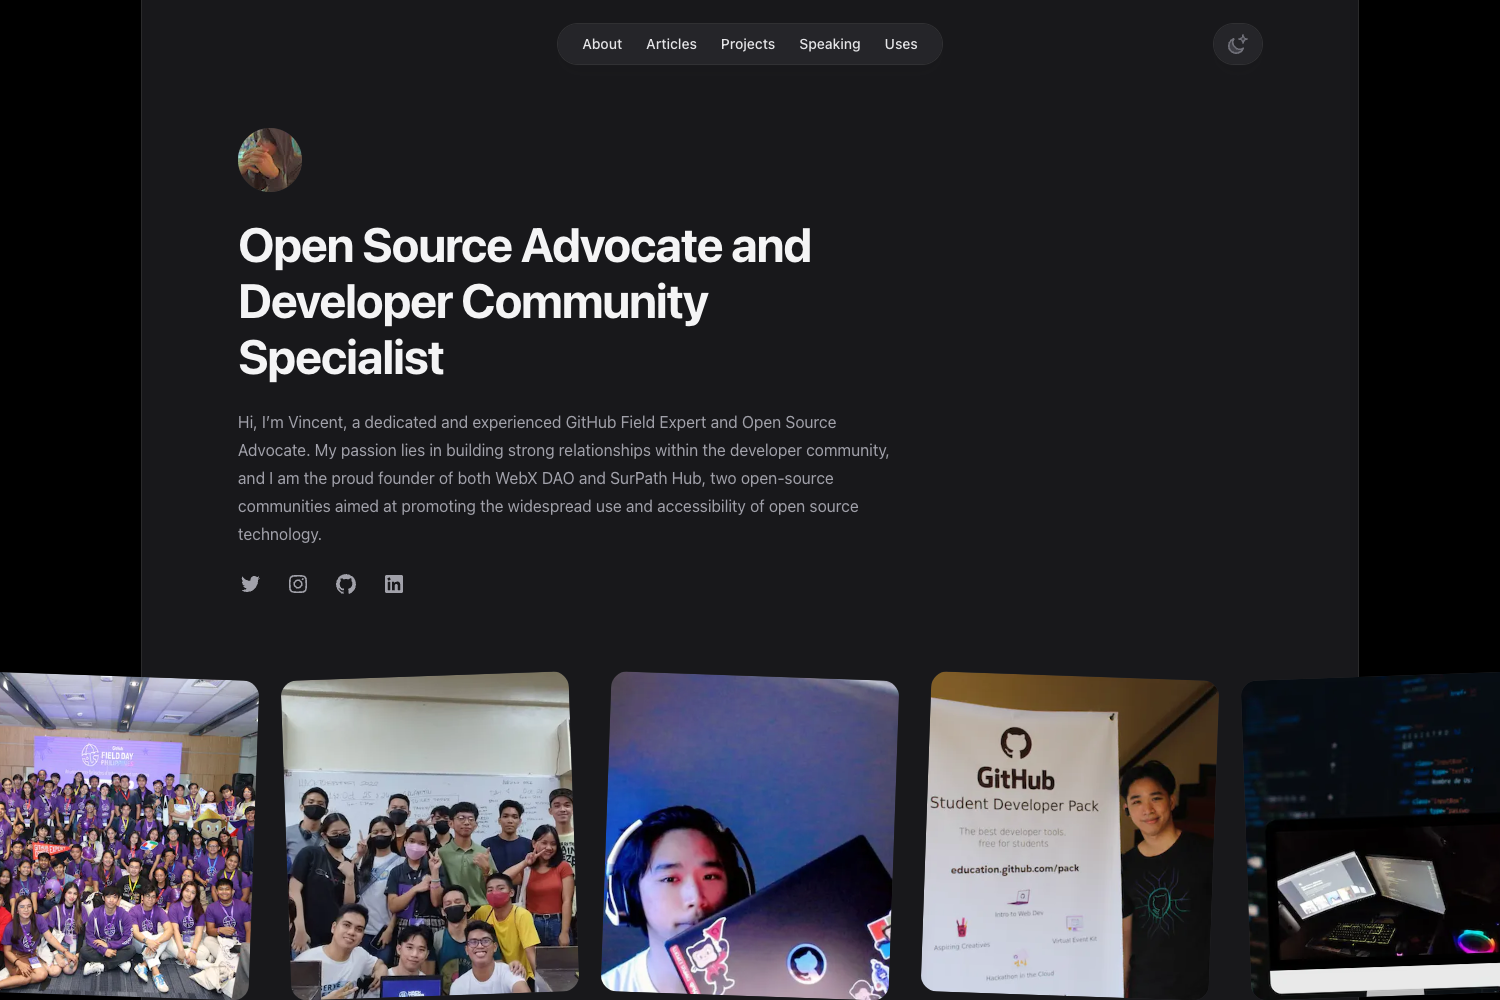 About Articles Projects Speaking Uses
Open Source Advocate and
Developer Community
Specialist
Hi, I’m Vincent, a dedicated and experienced GitHub Field Expert and Open Source
Advocate. My passion lies in building strong relationships within the developer community,
and I am the proud founder of both WebX DAO and SurPath Hub, two open-source
communities aimed at promoting the widespread use and accessibility of open source
technology.
FIELD DAY
GitHub
Student Developer Pack
The best developer tools,
free for students
education.github.com/pack
Intro to Web Dev
Aspiring Creatives
Virtual Event Kit
Hackathon in the Cloud